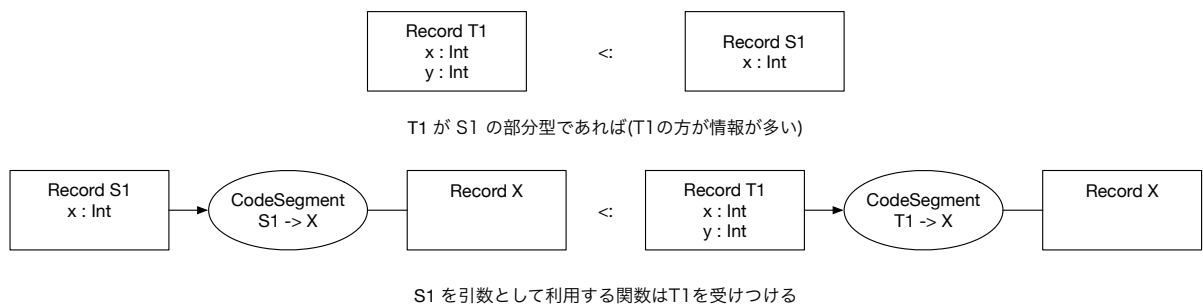 Record T1
x : Int
y : Int
<:
Record S1
x : Int
T1 が S1 の部分型であれば(T1の方が情報が多い)
Record S1
x : Int
CodeSegment
S1 -> X
Record X
<:
Record T1
x : Int
y : Int
CodeSegment
T1 -> X
Record X
S1 を引数として利用する関数はT1を受けつける